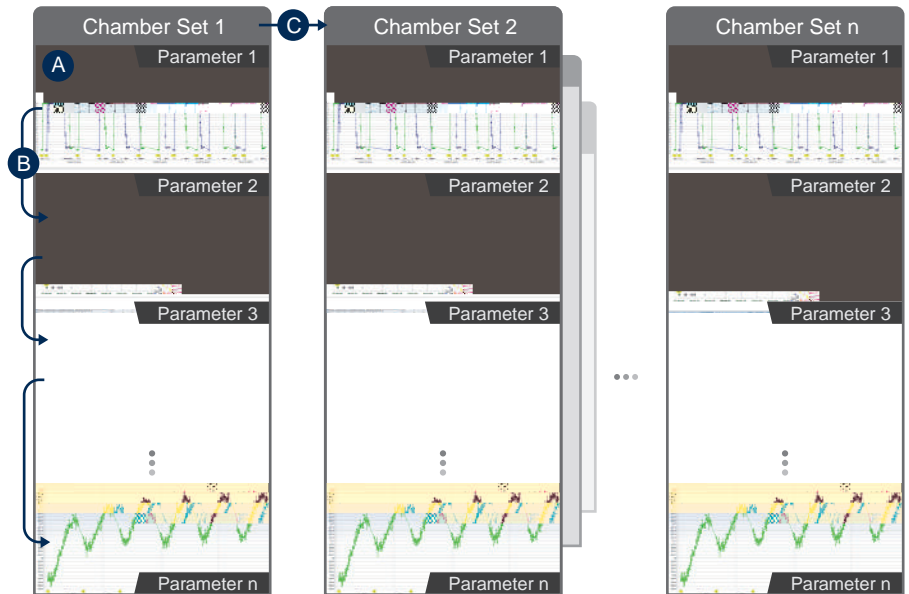 Chamber Set 1
C
Chamber Set 2
Chamber Set n
A
Parameter 1
Parameter 1
Parameter 1
B
Parameter 2
Parameter 2
Parameter 2
Parameter 3
Parameter 3
Parameter 3
Parameter n
Parameter n
Parameter n